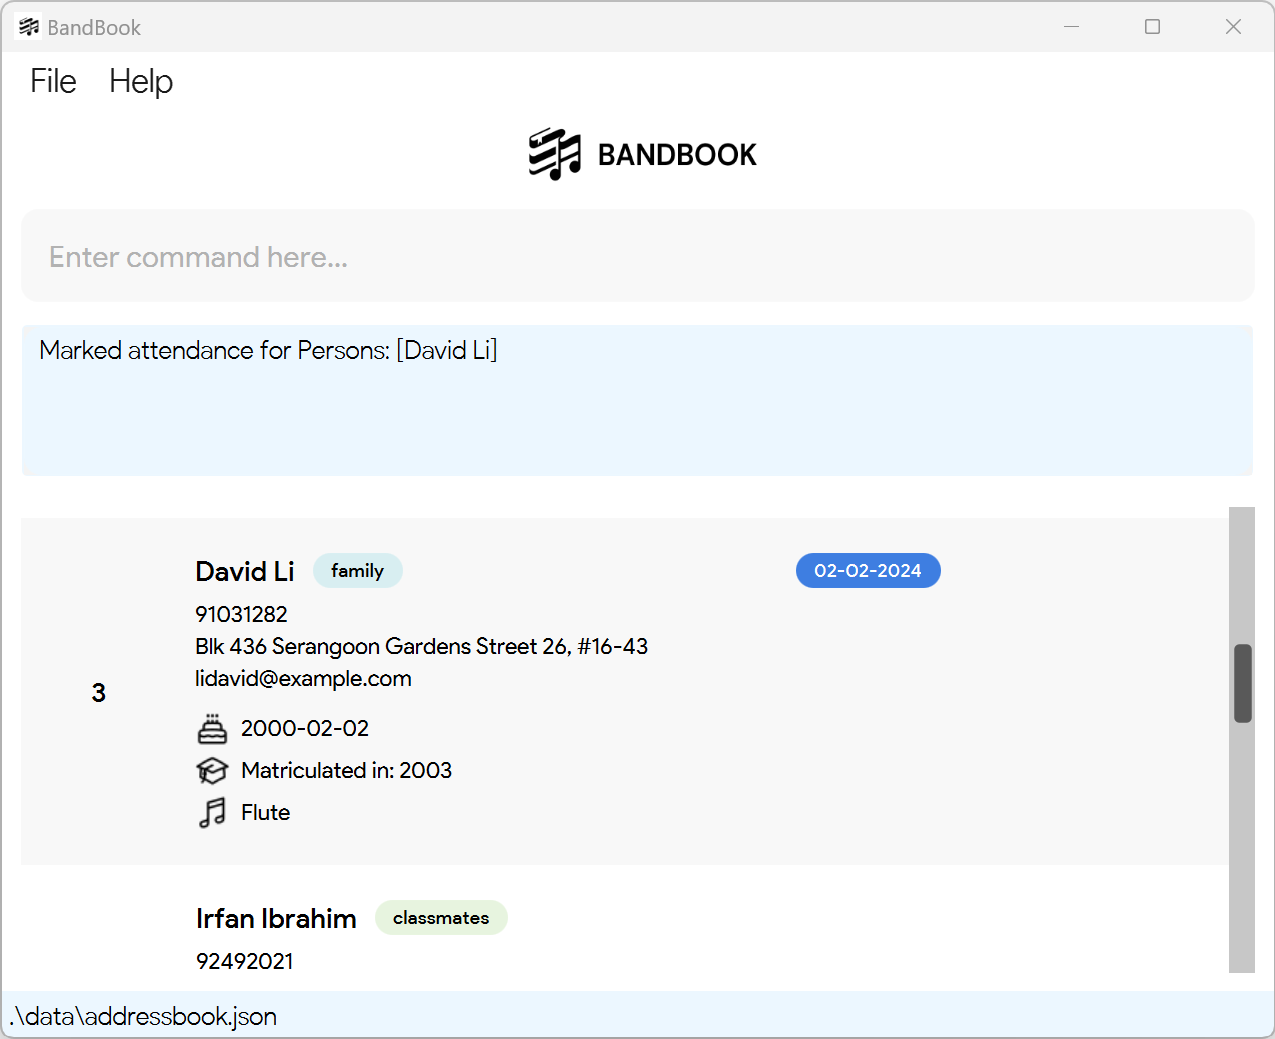 BandBook
File Help
BANDBOOK
Enter command here...
Marked attendance for Persons: [David Li]
David Li family 02-02-2024
91031282
Blk 436 Serangoon Gardens Street 26, #16-43
lidavid@example.com
3
2000-02-02
Matriculated in: 2003
Flute
Irfan Ibrahim classmates
92492021
.\data\addressbook.json